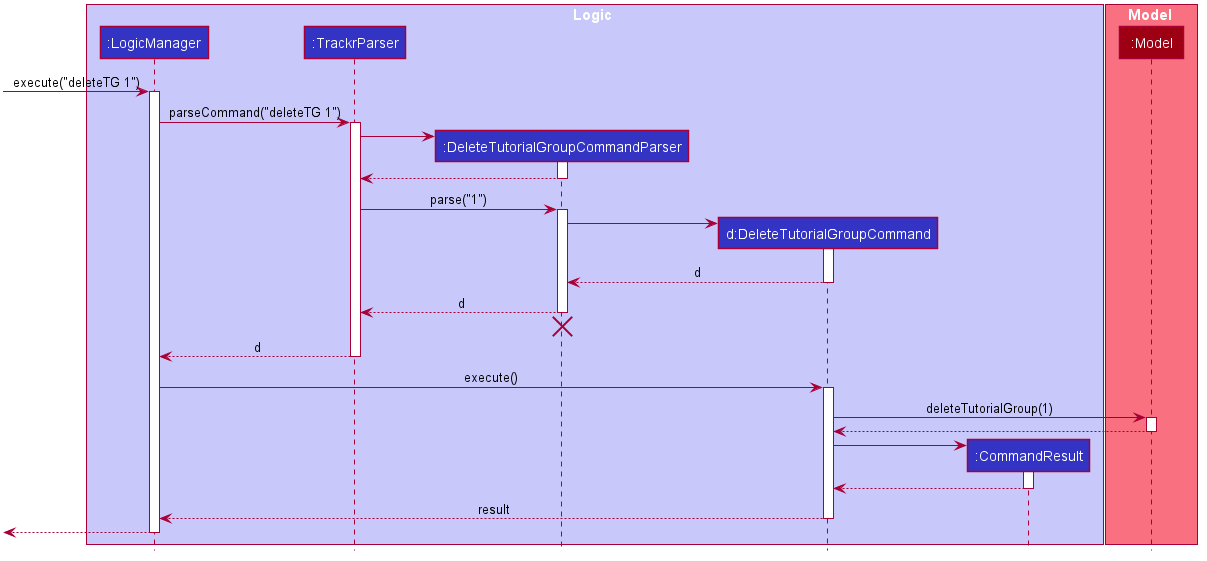 Logic
Model
:LogicManager
:TrackrParser
:Model
execute("deleteTG 1")
parseCommand("deleteTG 1")
:DeleteTutorialGroupCommandParser
parse("1")
d:DeleteTutorialGroupCommand
d
d
d
execute()
deleteTutorialGroup(1)
:CommandResult
result